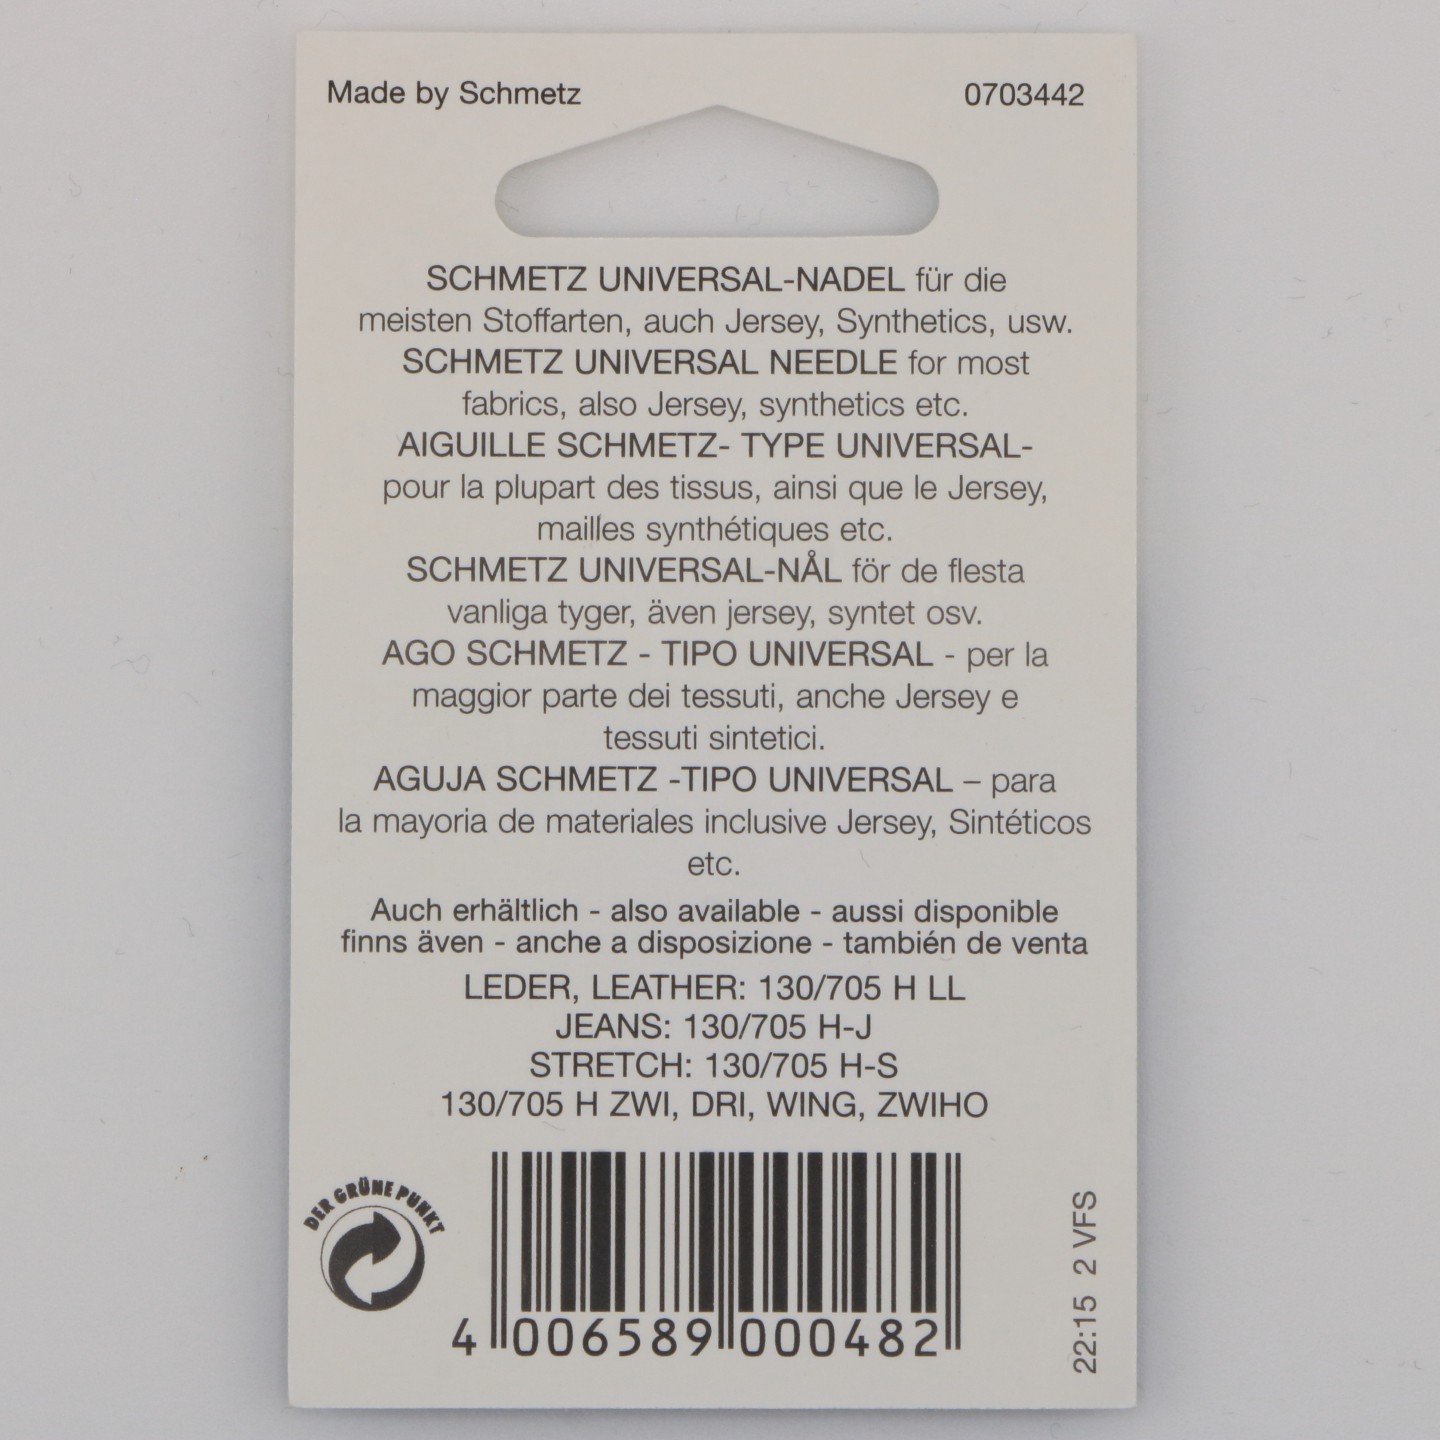 Made by Schmetz 0703442
SCHMETZ UNIVERSAL-NADEL für die
meisten Stoffarten, auch Jersey, Synthetics, usw.
SCHMETZ UNIVERSAL NEEDLE for most
fabrics, also Jersey, synthetics etc.
AIGUILLE SCHMETZ- TYPE UNIVERSAL-
pour la plupart des tissus, ainsi que le Jersey,
mailles synthétiques etc.
SCHMETZ UNIVERSAL-NÅL för de flesta
vanliga tyger, även jersey, syntet osv.
AGO SCHMETZ - TIPO UNIVERSAL - per la
maggior parte dei tessuti, anche Jersey e
tessuti sintetici.
AGUJA SCHMETZ -TIPO UNIVERSAL – para
la mayoria de materiales inclusive Jersey, Sintéticos
etc.
Auch erhältlich - also available - aussi disponible
finns även - anche a disposizione - también de venta
LEDER, LEATHER: 130/705 H LL
JEANS: 130/705 H-J
STRETCH: 130/705 H-S
130/705 H ZWI, DRI, WING, ZWIHO
DER GRÜNE PUNKT
4 006589 000482
22:15 2 VFS